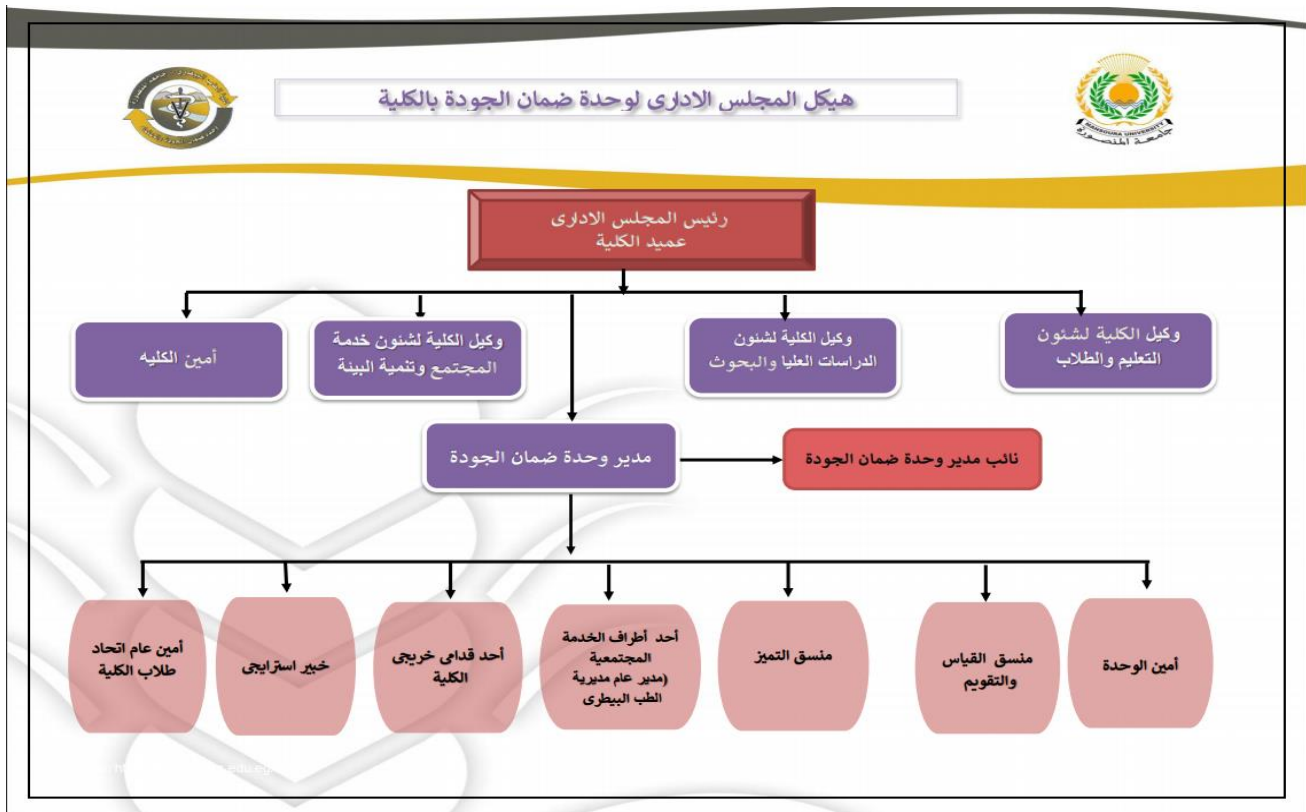 هيكل المجلس الادارى لوحدة ضمان الجودة بالكلية
MANSOURA UNIVERSITY
جامعة المنصورة
رئيس المجلس الادارى
عميد الكلية
وكيل الكلية لشئون
التعليم والطلاب
وكيل الكلية لشئون
الدراسات العليا والبحوث
وكيل الكلية لشئون خدمة
المجتمع وتنمية البيئة
أمين الكليه
مدير وحدة ضمان الجودة
نائب مدير وحدة ضمان الجودة
أمين الوحدة
منسق القياس
والتقويم
منسق التميز
أحد أطراف الخدمة
المجتمعية
(مدير عام مديرية
الطب البيطرى
أحد قدامى خريجى
الكلية
خبير استرايجى
أمين عام اتحاد
طلاب الكلية